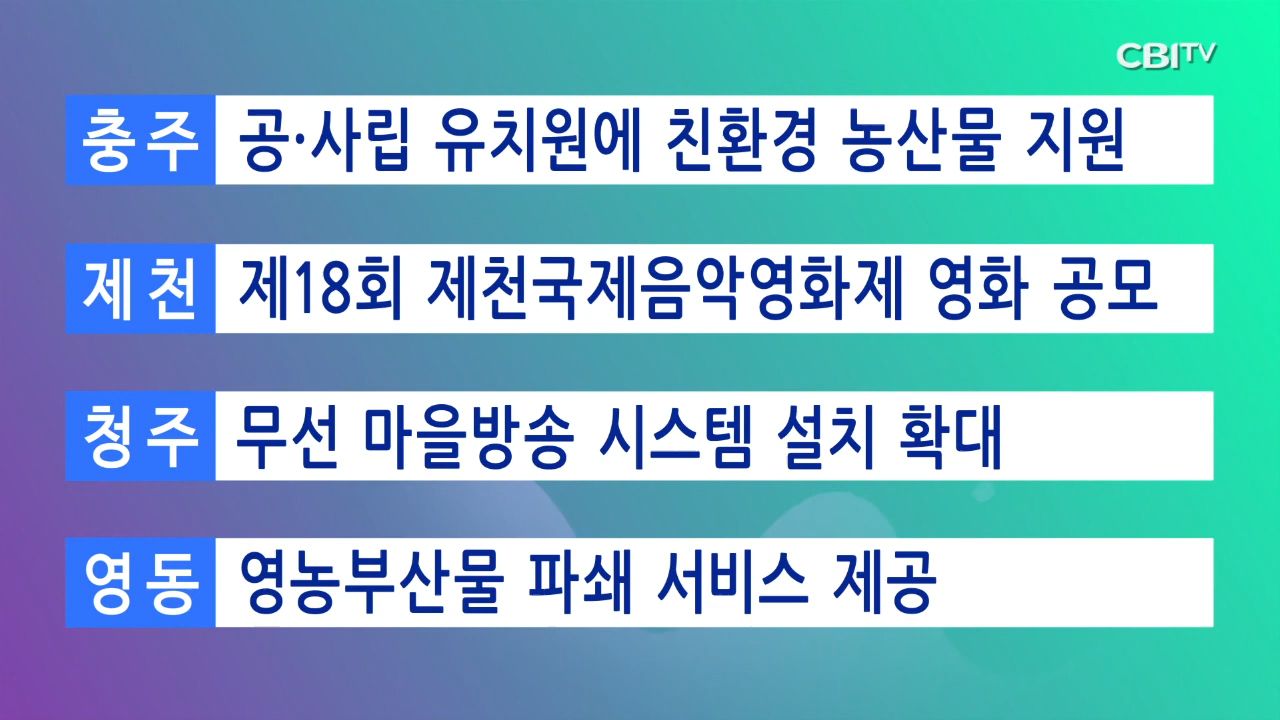 CBITV
충주 공·사립 유치원에 친환경 농산물 지원
제천 제18회 제천국제음악영화제 영화 공모
청주 무선 마을방송 시스템 설치 확대
영동 영농부산물 파쇄 서비스 제공